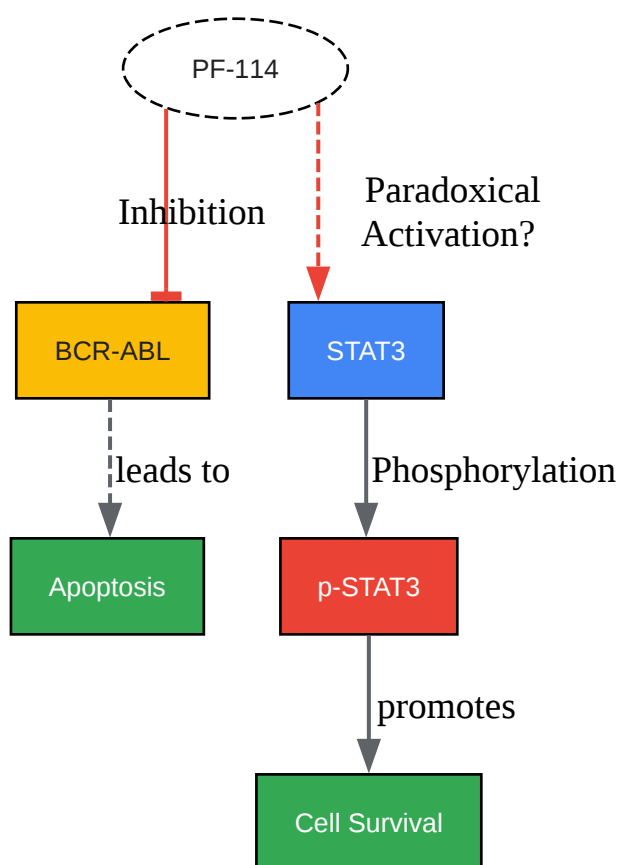 PF-114
Inhibition
Paradoxical
Activation?
BCR-ABL
STAT3
leads to
Phosphorylation
Apoptosis
p-STAT3
promotes
Cell Survival